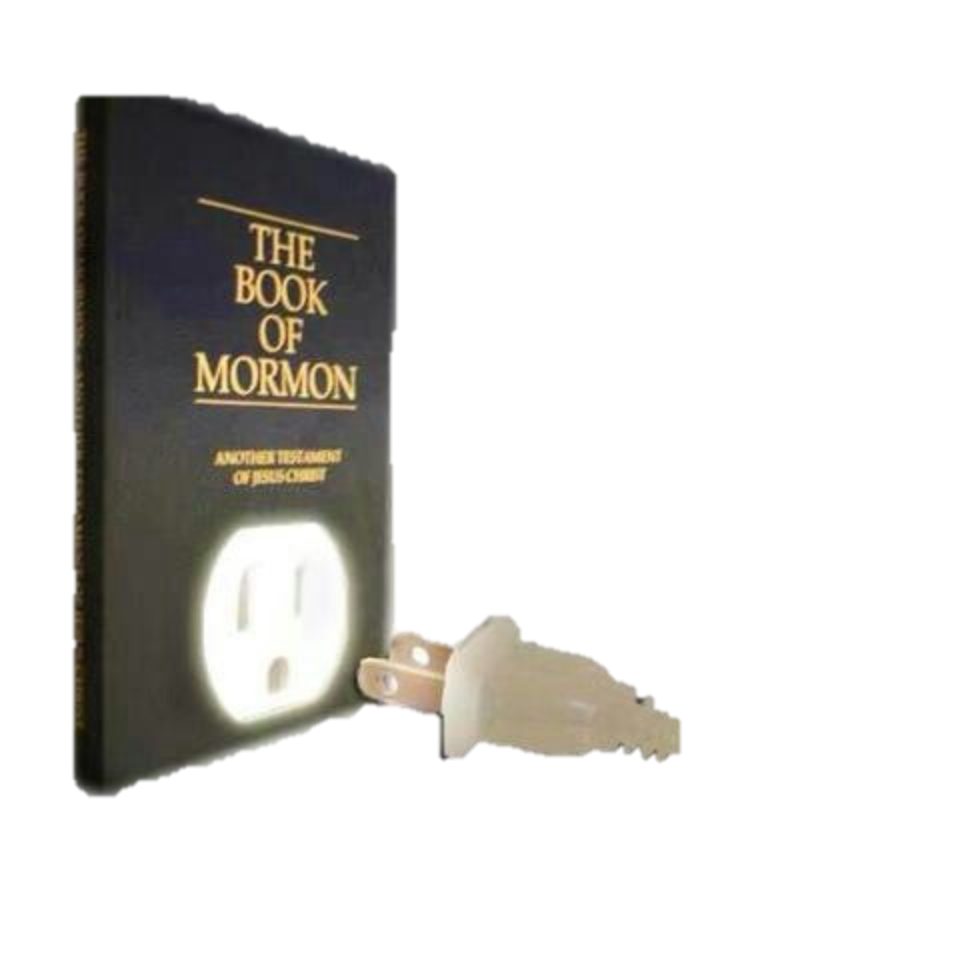 THE
BOOK
OF
MORMON
ANOTHER TESTAMENT
OF JESUS CHRIST